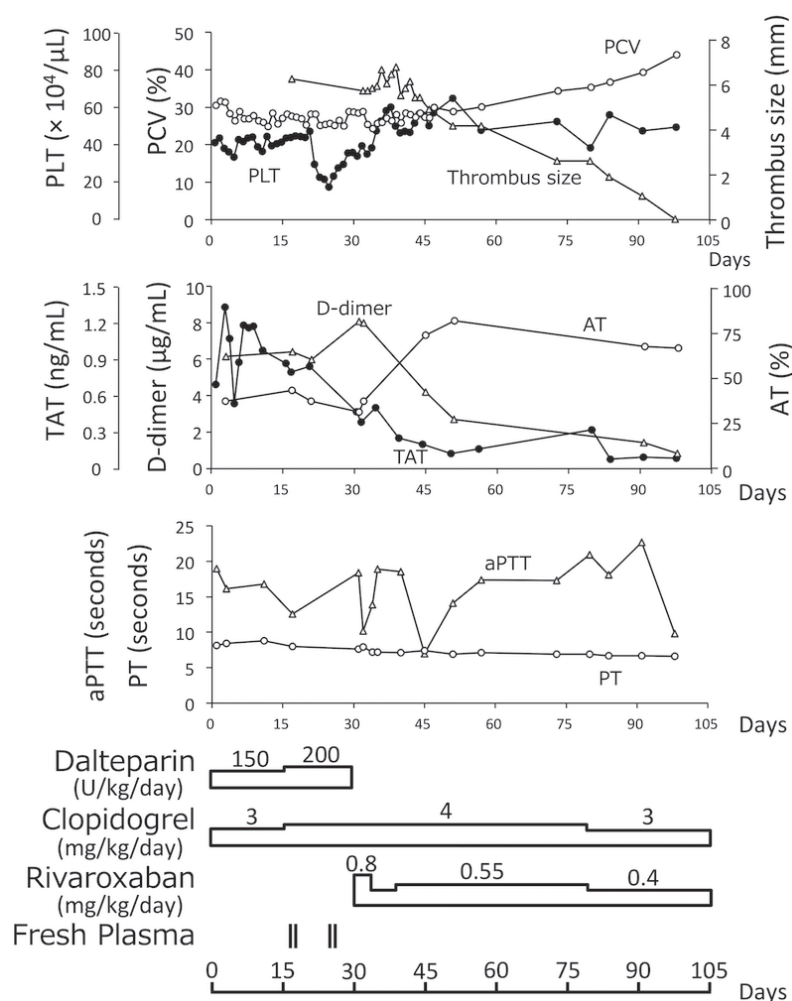 PLT (× 10⁴/μL)
100
80
60
40
20
0
PCV (%)
50
40
30
20
10
0
PCV
PLT
Thrombus size
8
6
4
2
0
Thrombus size (mm)
0 15 30 45 60 75 90 105
Days
TAT (ng/mL)
1.5
1.2
0.9
0.6
0.3
0
D-dimer (μg/mL)
10
8
6
4
2
0
D-dimer
AT
TAT
100
75
50
25
0
AT (%)
0 15 30 45 60 75 90 105 Days
aPTT (seconds)
PT (seconds)
25
20
15
10
5
0
aPTT
PT
0 15 30 45 60 75 90 105 Days
Dalteparin
(U/kg/day)
150 200
Clopidogrel
(mg/kg/day)
3 4 3
Rivaroxaban
(mg/kg/day)
0.8 0.55 0.4
Fresh Plasma
0 15 30 45 60 75 90 105 Days